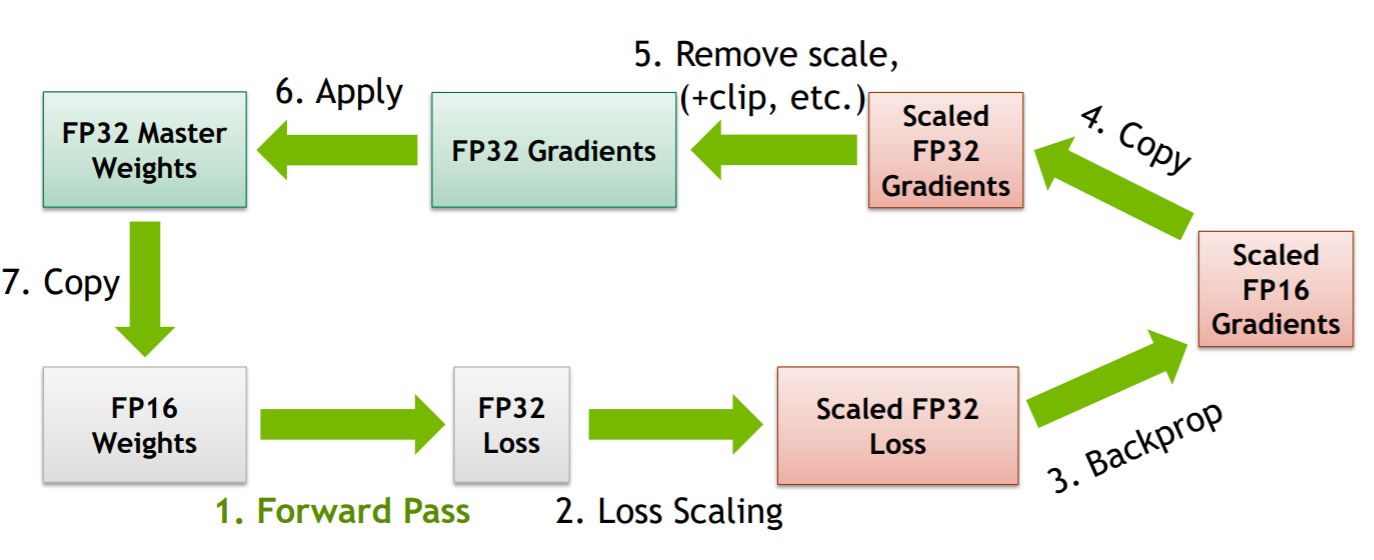 5. Remove scale,
(+clip, etc.)
6. Apply
FP32 Master
Weights
FP32 Gradients
Scaled
FP32
Gradients
4. Copy
Scaled
FP16
Gradients
7. Copy
FP16
Weights
FP32
Loss
Scaled FP32
Loss
3. Backprop
1. Forward Pass
2. Loss Scaling